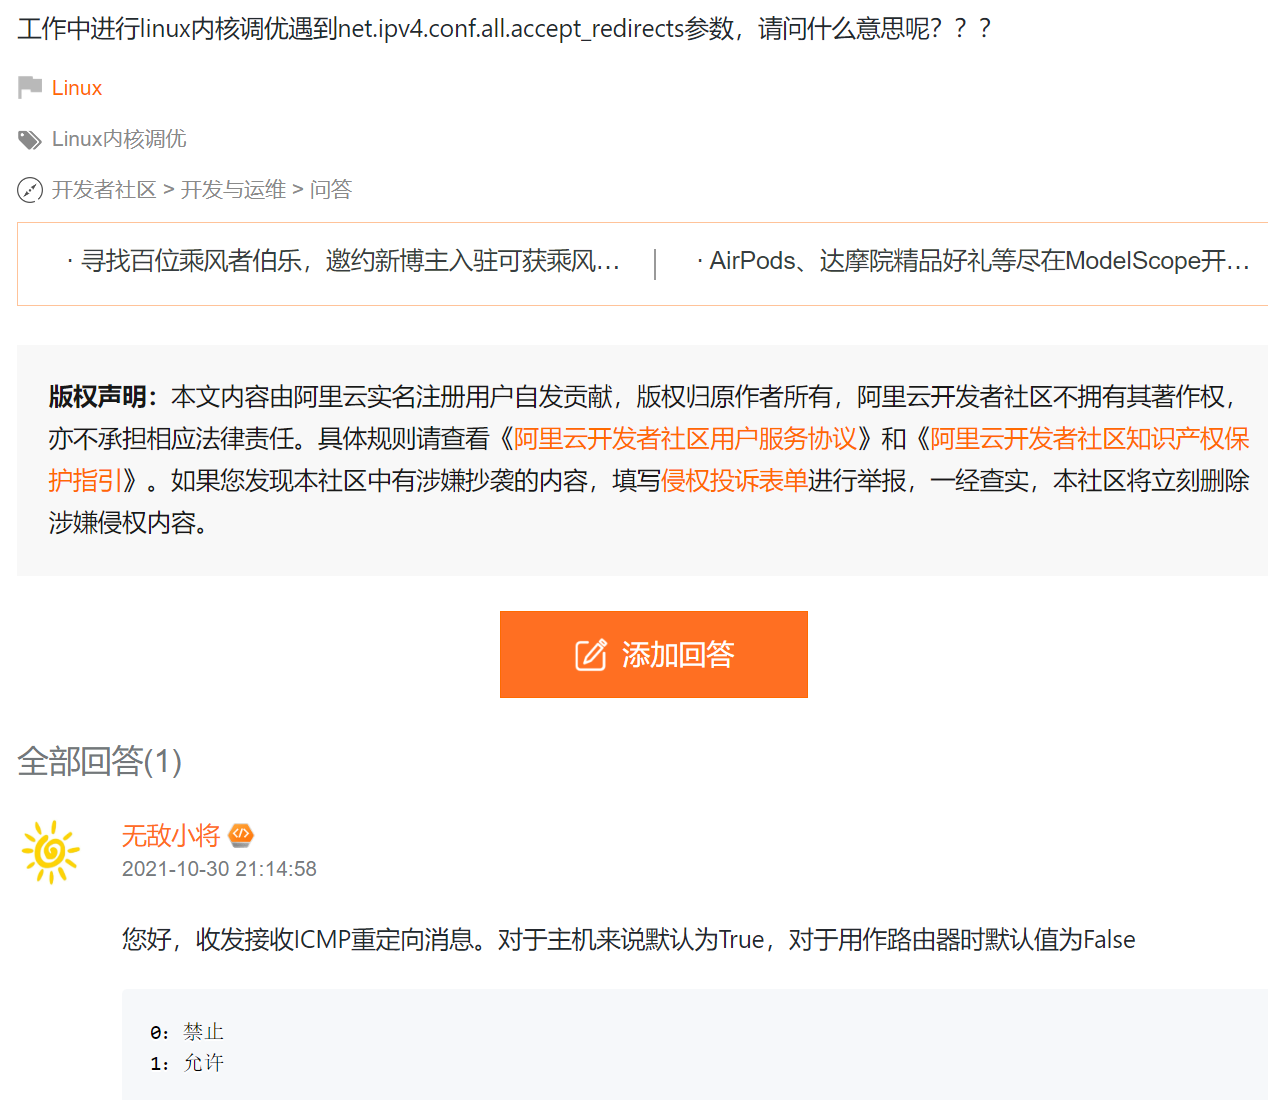 工作中进行linux内核调优遇到net.ipv4.conf.all.accept_redirects参数，请问什么意思呢？？？
Linux
Linux内核调优
开发者社区 > 开发与运维 > 问答
· 寻找百位乘风者伯乐，邀约新博主入驻可获乘风... | · AirPods、达摩院精品好礼等尽在ModelScope开...
版权声明：本文内容由阿里云实名注册用户自发贡献，版权归原作者所有，阿里云开发者社区不拥有其著作权，
亦不承担相应法律责任。具体规则请查看《阿里云开发者社区用户服务协议》和《阿里云开发者社区知识产权保
护指引》。如果您发现本社区中有涉嫌抄袭的内容，填写侵权投诉表单进行举报，一经查实，本社区将立刻删除
涉嫌侵权内容。
添加回答
全部回答(1)
无敌小将
2021-10-30 21:14:58
您好，收发接收ICMP重定向消息。对于主机来说默认为True，对于用作路由器时默认值为False
0：禁止
1：允许